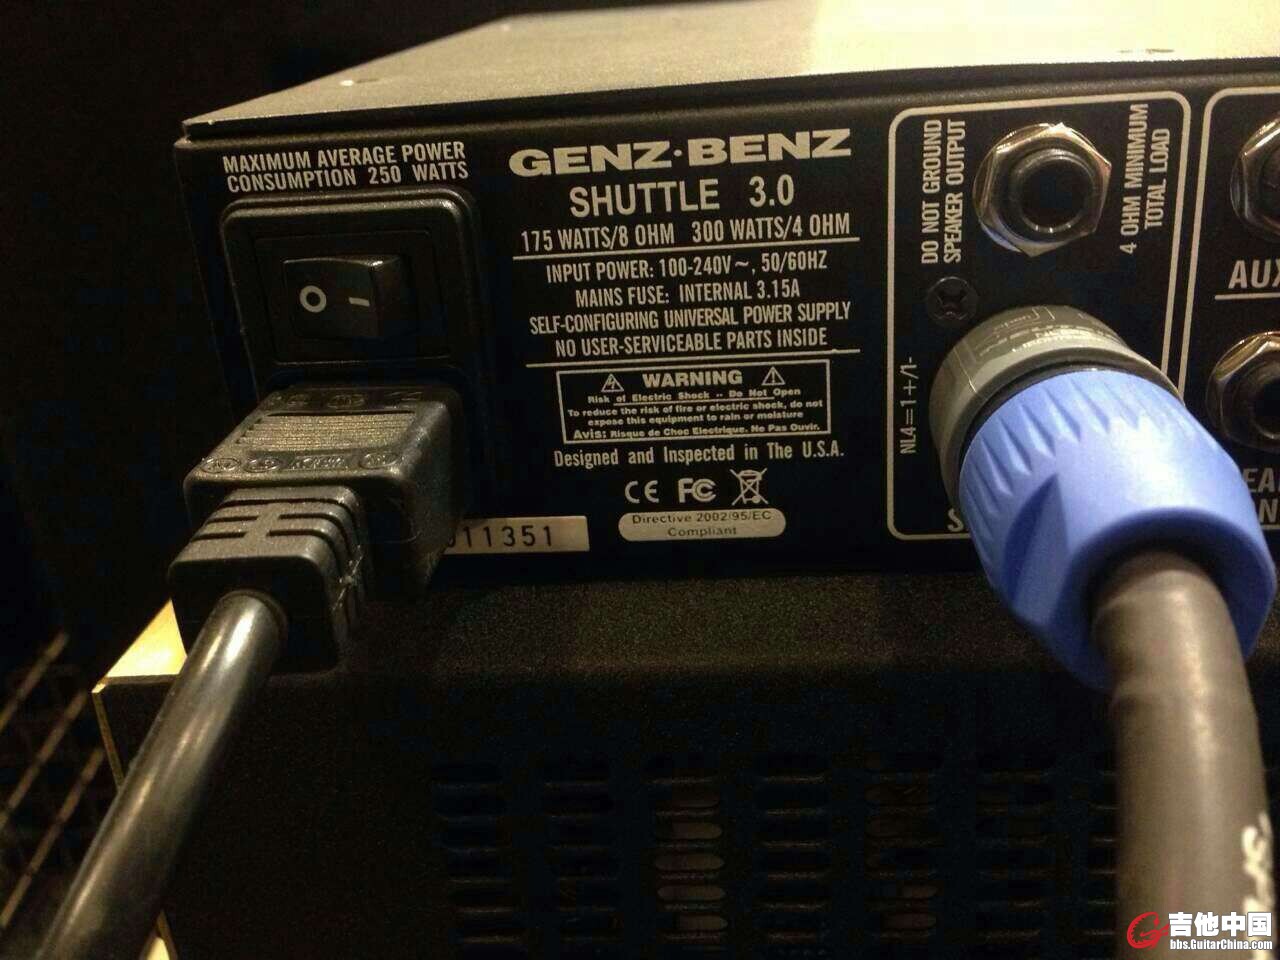 MAXIMUM AVERAGE POWER
CONSUMPTION 250 WATTS
GENZ·BENZ
SHUTTLE 3.0
175 WATTS/8 OHM 300 WATTS/4 OHM
INPUT POWER: 100-240V~, 50/60HZ
MAINS FUSE: INTERNAL 3.15A
SELF-CONFIGURING UNIVERSAL POWER SUPPLY
NO USER-SERVICEABLE PARTS INSIDE
WARNING
Risk of Electric Shock -- Do Not Open
To reduce the risk of fire or electric shock, do not
expose this equipment to rain or moisture
Avis: Risque de Choc Electrique. Ne Pas Ouvir.
Designed and Inspected in The U.S.A.
CE FC
Directive 2002/95/EC
Compliant
11351
DO NOT GROUND
SPEAKER OUTPUT
4 OHM MINIMUM
TOTAL LOAD
NL4=1+/1-
AUX
吉他中国
bbs.GuitarChina.com